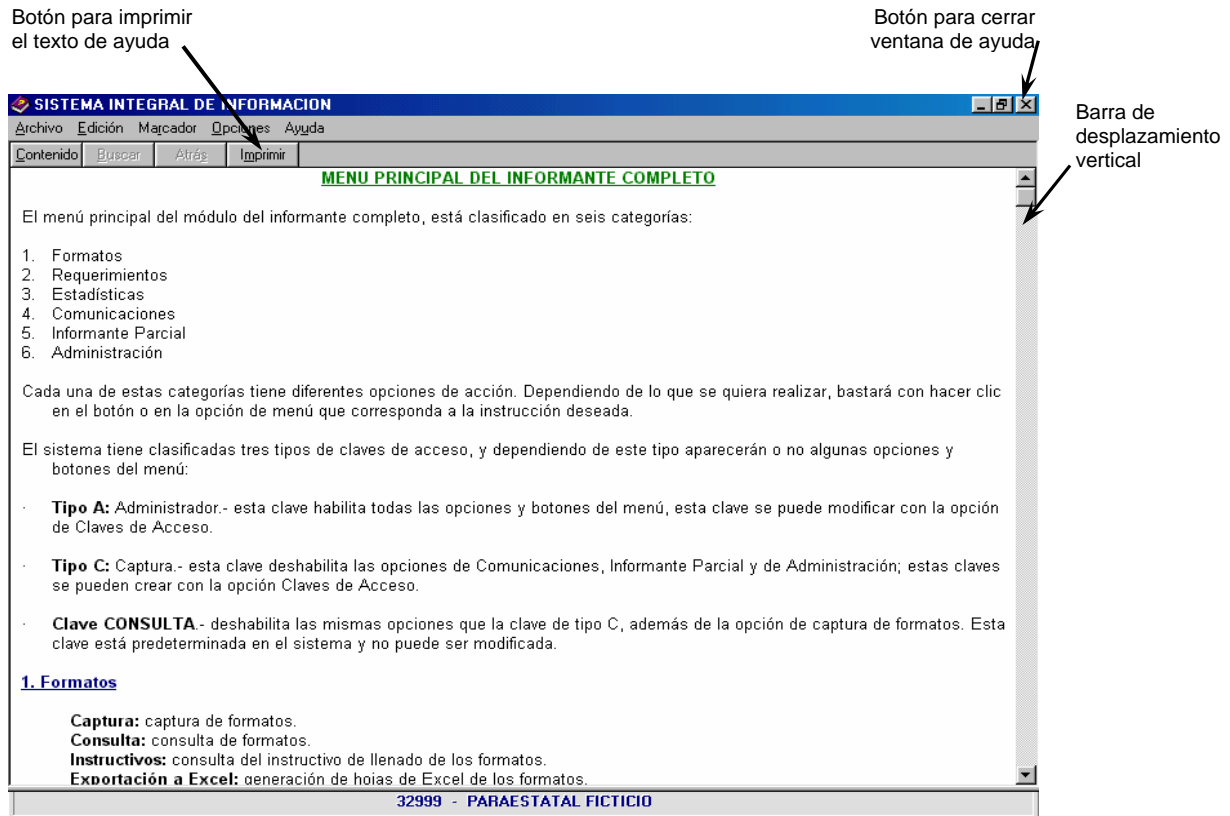 Botón para imprimir
el texto de ayuda
Botón para cerrar
ventana de ayuda
Barra de
desplazamiento
vertical
SISTEMA INTEGRAL DE INFORMACION
Archivo Edición Marcador Opciones Ayuda
Contenido Buscar Atrás Imprimir
MENU PRINCIPAL DEL INFORMANTE COMPLETO
El menú principal del módulo del informante completo, está clasificado en seis categorías:
1. Formatos
2. Requerimientos
3. Estadísticas
4. Comunicaciones
5. Informante Parcial
6. Administración
Cada una de estas categorías tiene diferentes opciones de acción. Dependiendo de lo que se quiera realizar, bastará con hacer clic
en el botón o en la opción de menú que corresponda a la instrucción deseada.
El sistema tiene clasificadas tres tipos de claves de acceso, y dependiendo de este tipo aparecerán o no algunas opciones y
botones del menú:
· Tipo A: Administrador.- esta clave habilita todas las opciones y botones del menú, esta clave se puede modificar con la opción
de Claves de Acceso.
· Tipo C: Captura.- esta clave deshabilita las opciones de Comunicaciones, Informante Parcial y de Administración; estas claves
se pueden crear con la opción Claves de Acceso.
· Clave CONSULTA.- deshabilita las mismas opciones que la clave de tipo C, además de la opción de captura de formatos. Esta
clave está predeterminada en el sistema y no puede ser modificada.
1. Formatos
Captura: captura de formatos.
Consulta: consulta de formatos.
Instructivos: consulta del instructivo de llenado de los formatos.
Exportación a Excel: generación de hojas de Excel de los formatos.
32999 - PARAESTATAL FICTICIO